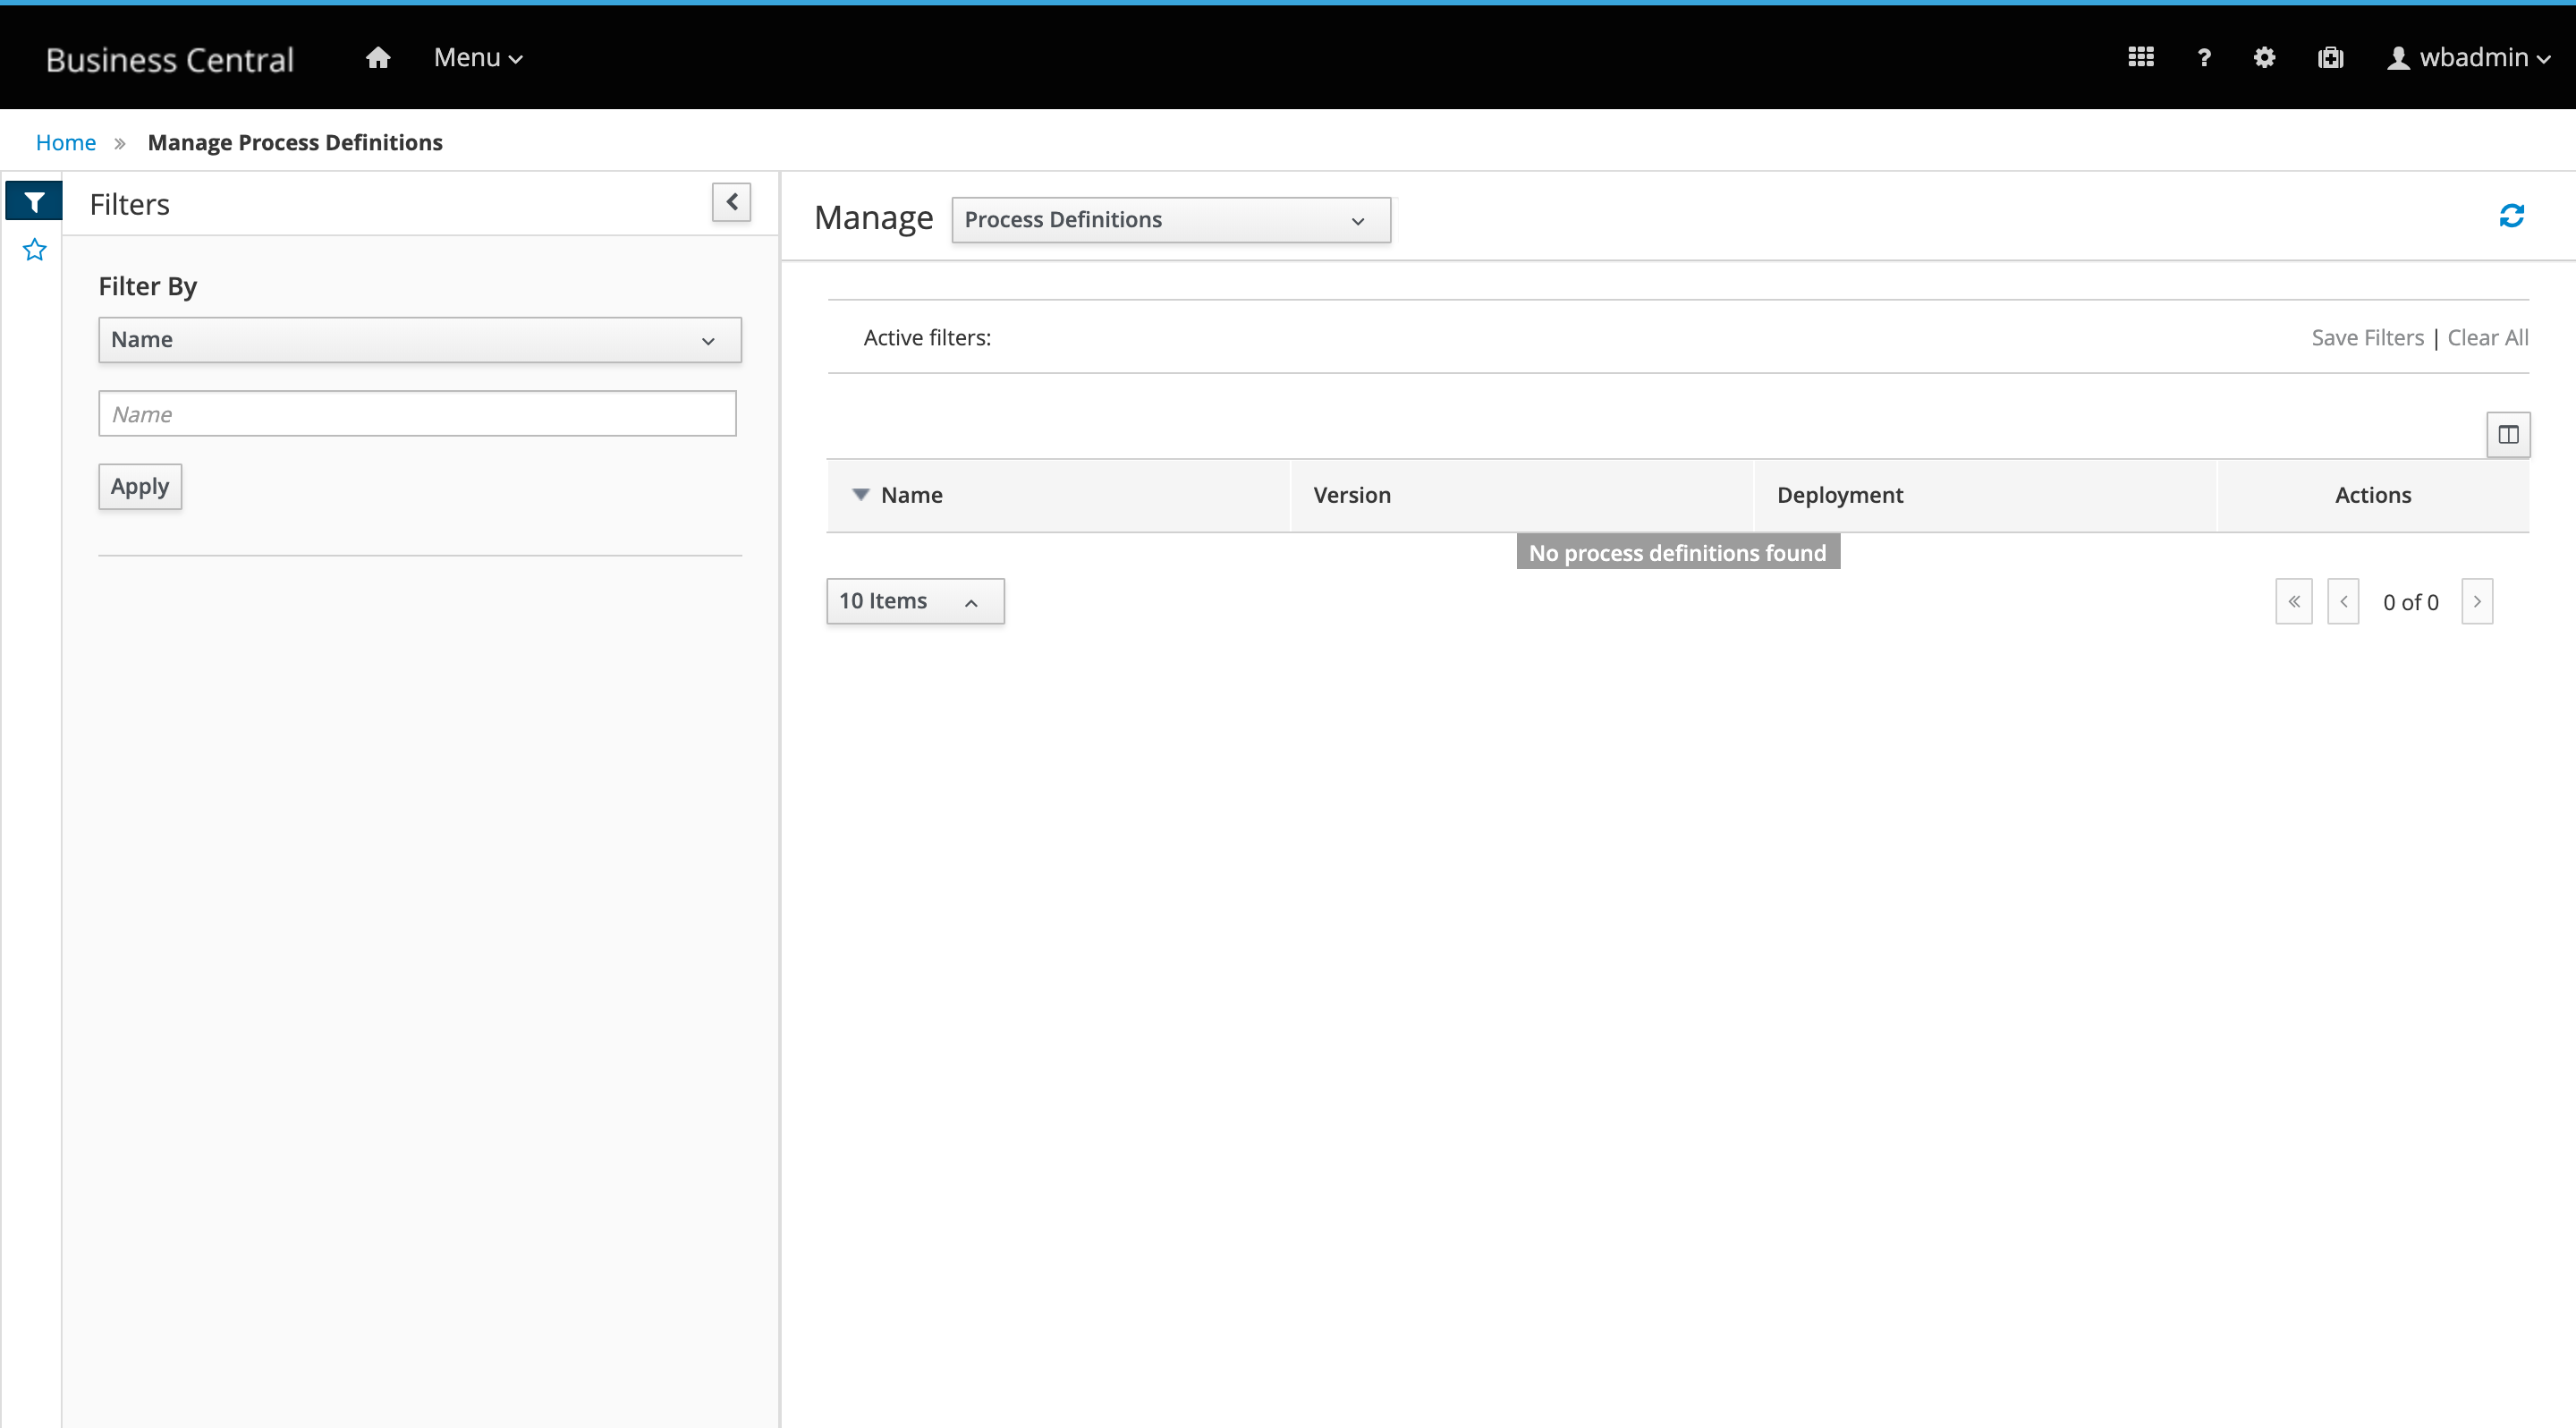 Business Central
Menu
?
wbadmin
Home » Manage Process Definitions
Filters
Filter By
Name
Name
Apply
Manage Process Definitions
Active filters:
Save Filters | Clear All
Name Version Deployment Actions
No process definitions found
10 Items
0 of 0